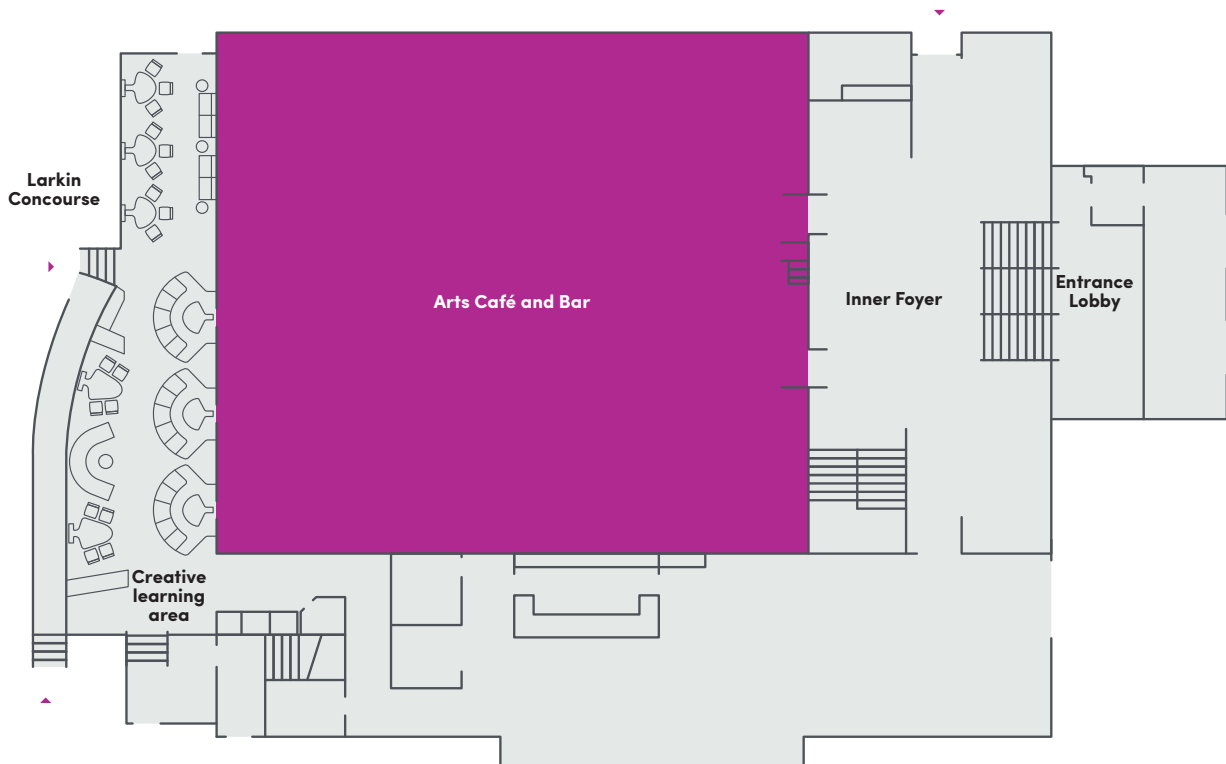 Larkin
Concourse
Arts Café and Bar
Inner Foyer
Entrance
Lobby
Creative
learning
area